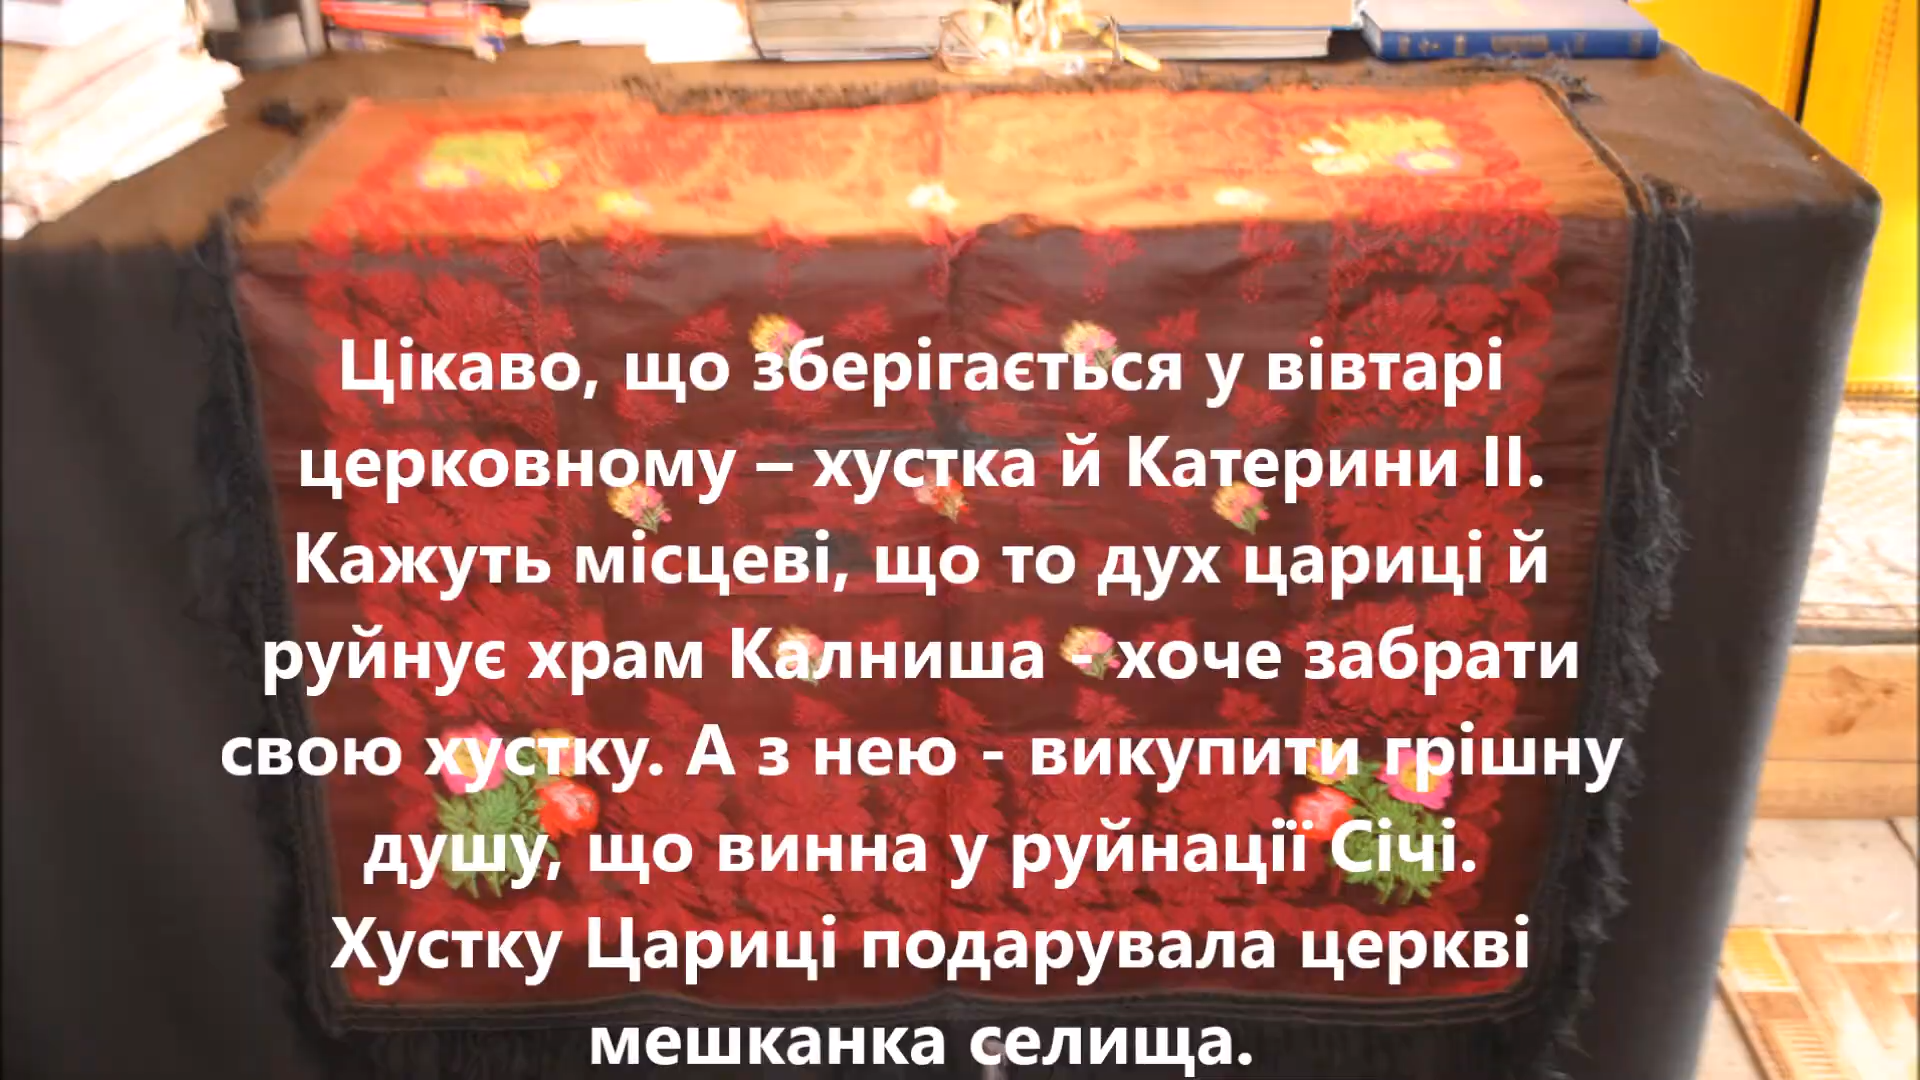 Цікаво, що зберігається у вівтарі
церковному – хустка й Катерини ІІ.
Кажуть місцеві, що то дух цариці й
руйнує храм Калниша - хоче забрати
свою хустку. А з нею - викупити грішну
душу, що винна у руйнації Січі.
Хустку Цариці подарувала церкві
мешканка селища.